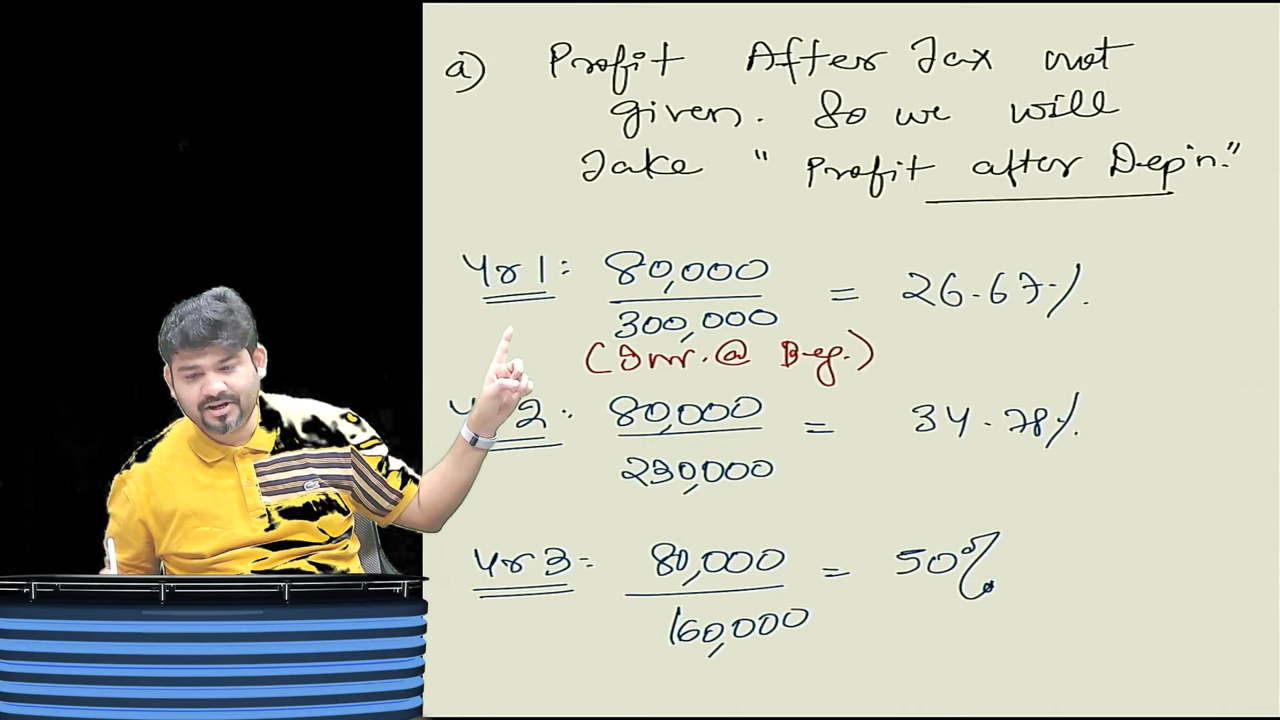 a) Profit After Tax not
given. So we will
Take " Profit after Dep'n."
Yr 1: 80,000 / 300,000 = 26.67%.
(Inv. @ Beg.)
2: 80,000 / 230,000 = 34.78%.
Yr 3: 80,000 / 160,000 = 50%